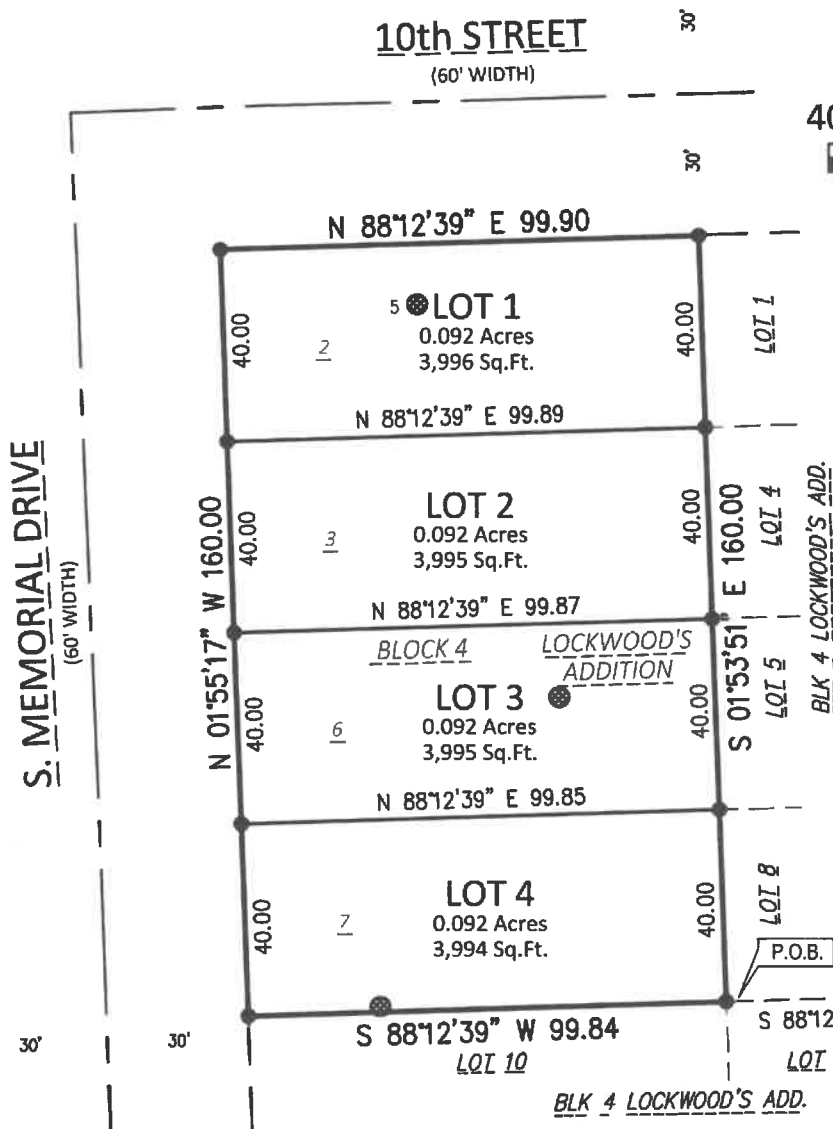 10th STREET
(60' WIDTH)
30'
30'
40
N 88°12'39" E 99.90
5 LOT 1
0.092 Acres
3,996 Sq.Ft.
40.00
2
40.00
LOT 1
N 88°12'39" E 99.89
LOT 2
0.092 Acres
3,995 Sq.Ft.
40.00
3
40.00
LOT 4
N 88°12'39" E 99.87
BLOCK 4
LOCKWOOD'S
ADDITION
LOT 3
0.092 Acres
3,995 Sq.Ft.
40.00
6
40.00
LOT 5
N 88°12'39" E 99.85
LOT 4
0.092 Acres
3,994 Sq.Ft.
40.00
7
40.00
LOT 8
S. MEMORIAL DRIVE
(60' WIDTH)
N 01°55'17" W 160.00
S 01°53'51" E 160.00
BLK 4 LOCKWOOD'S ADD.
P.O.B.
S 88°12'39" W 99.84
S 88°12
LOT 10
LOT
BLK 4 LOCKWOOD'S ADD.
30'
30'